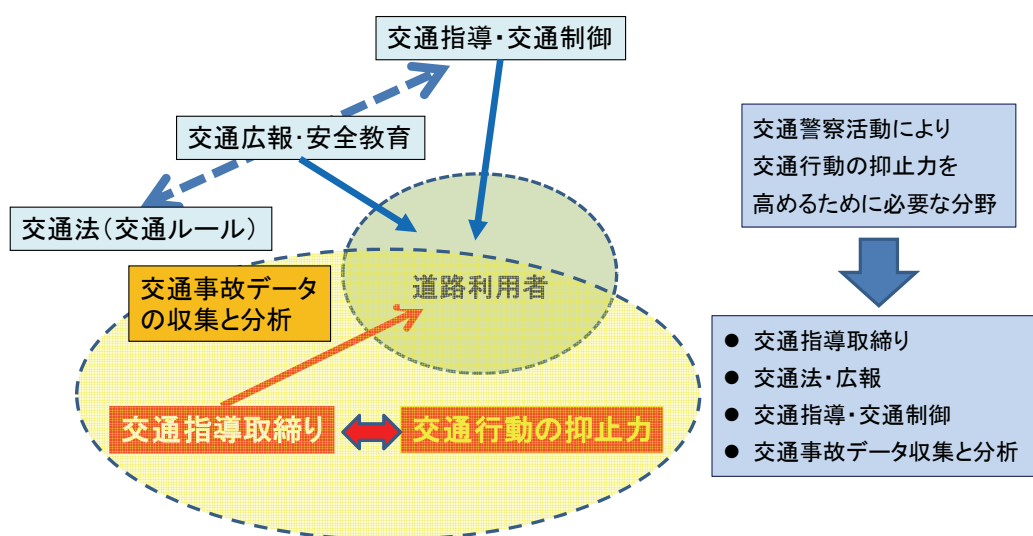 交通指導・交通制御
交通広報・安全教育
交通法（交通ルール）
交通事故データ
の収集と分析
道路利用者
交通指導取締り
交通行動の抑止力
交通警察活動により
交通行動の抑止力を
高めるために必要な分野
● 交通指導取締り
● 交通法・広報
● 交通指導・交通制御
● 交通事故データ収集と分析